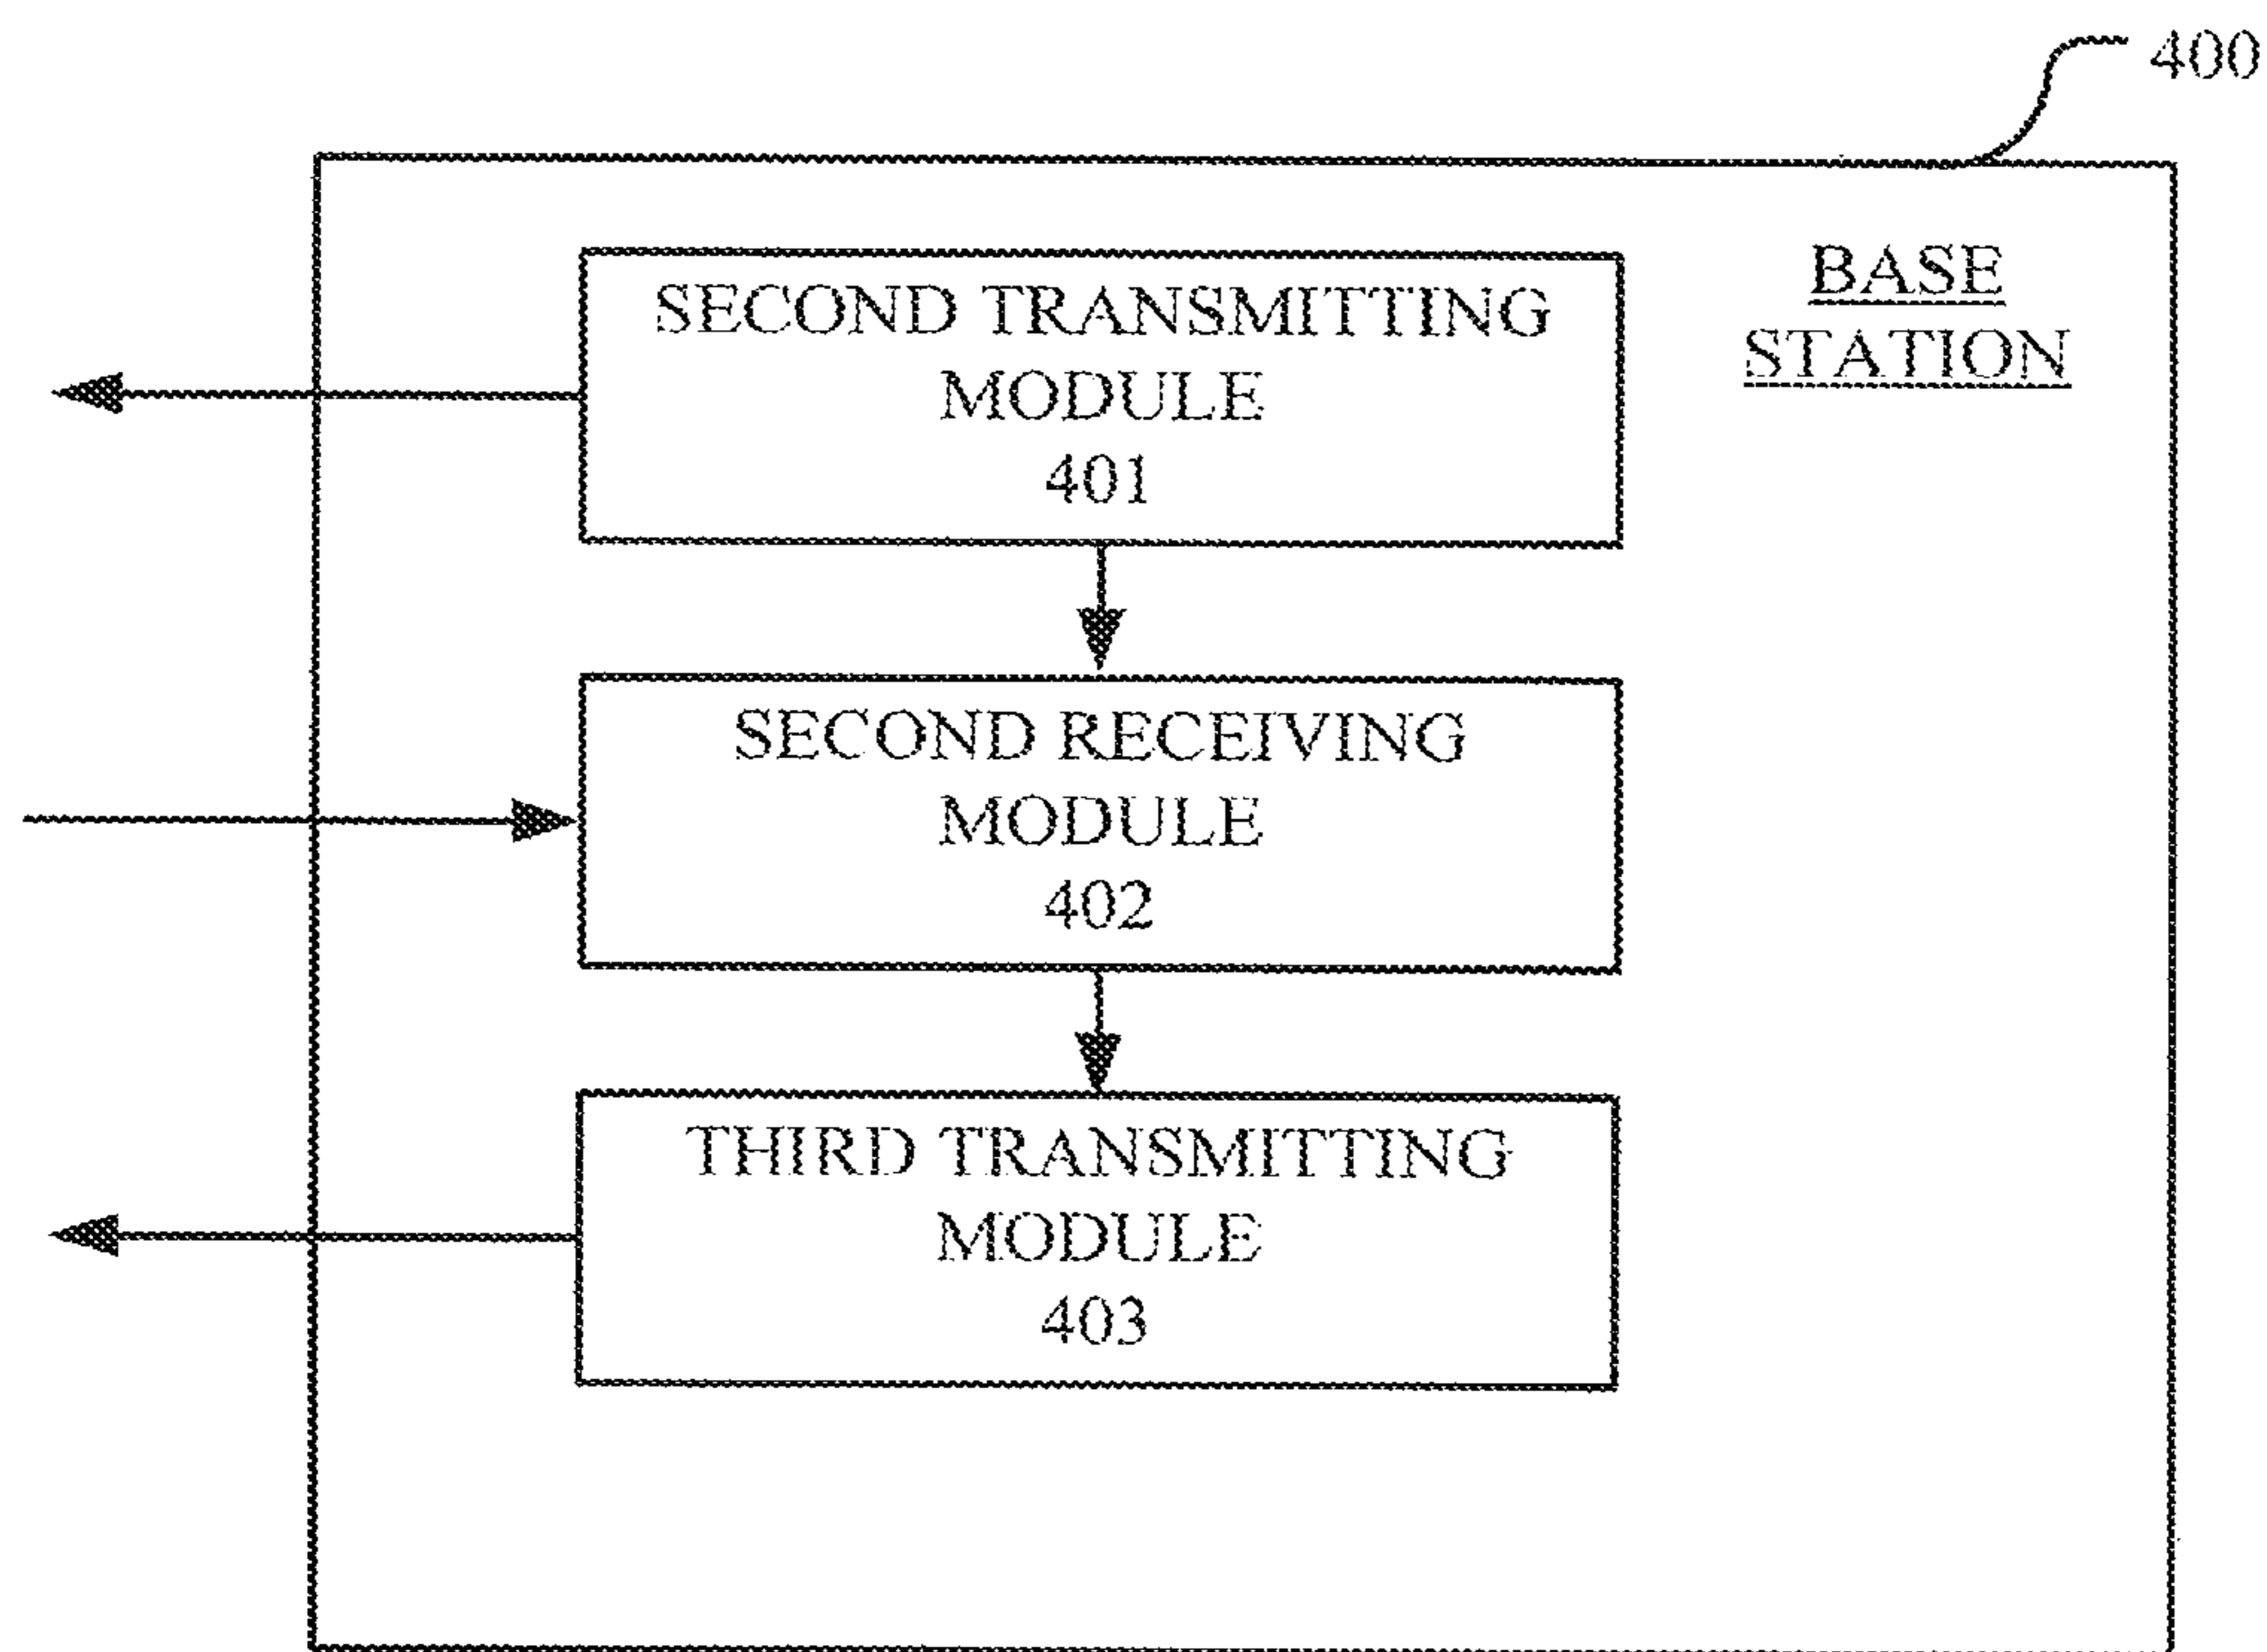 400
BASE
STATION
SECOND TRANSMITTING
MODULE
401
SECOND RECEIVING
MODULE
402
THIRD TRANSMITTING
MODULE
403